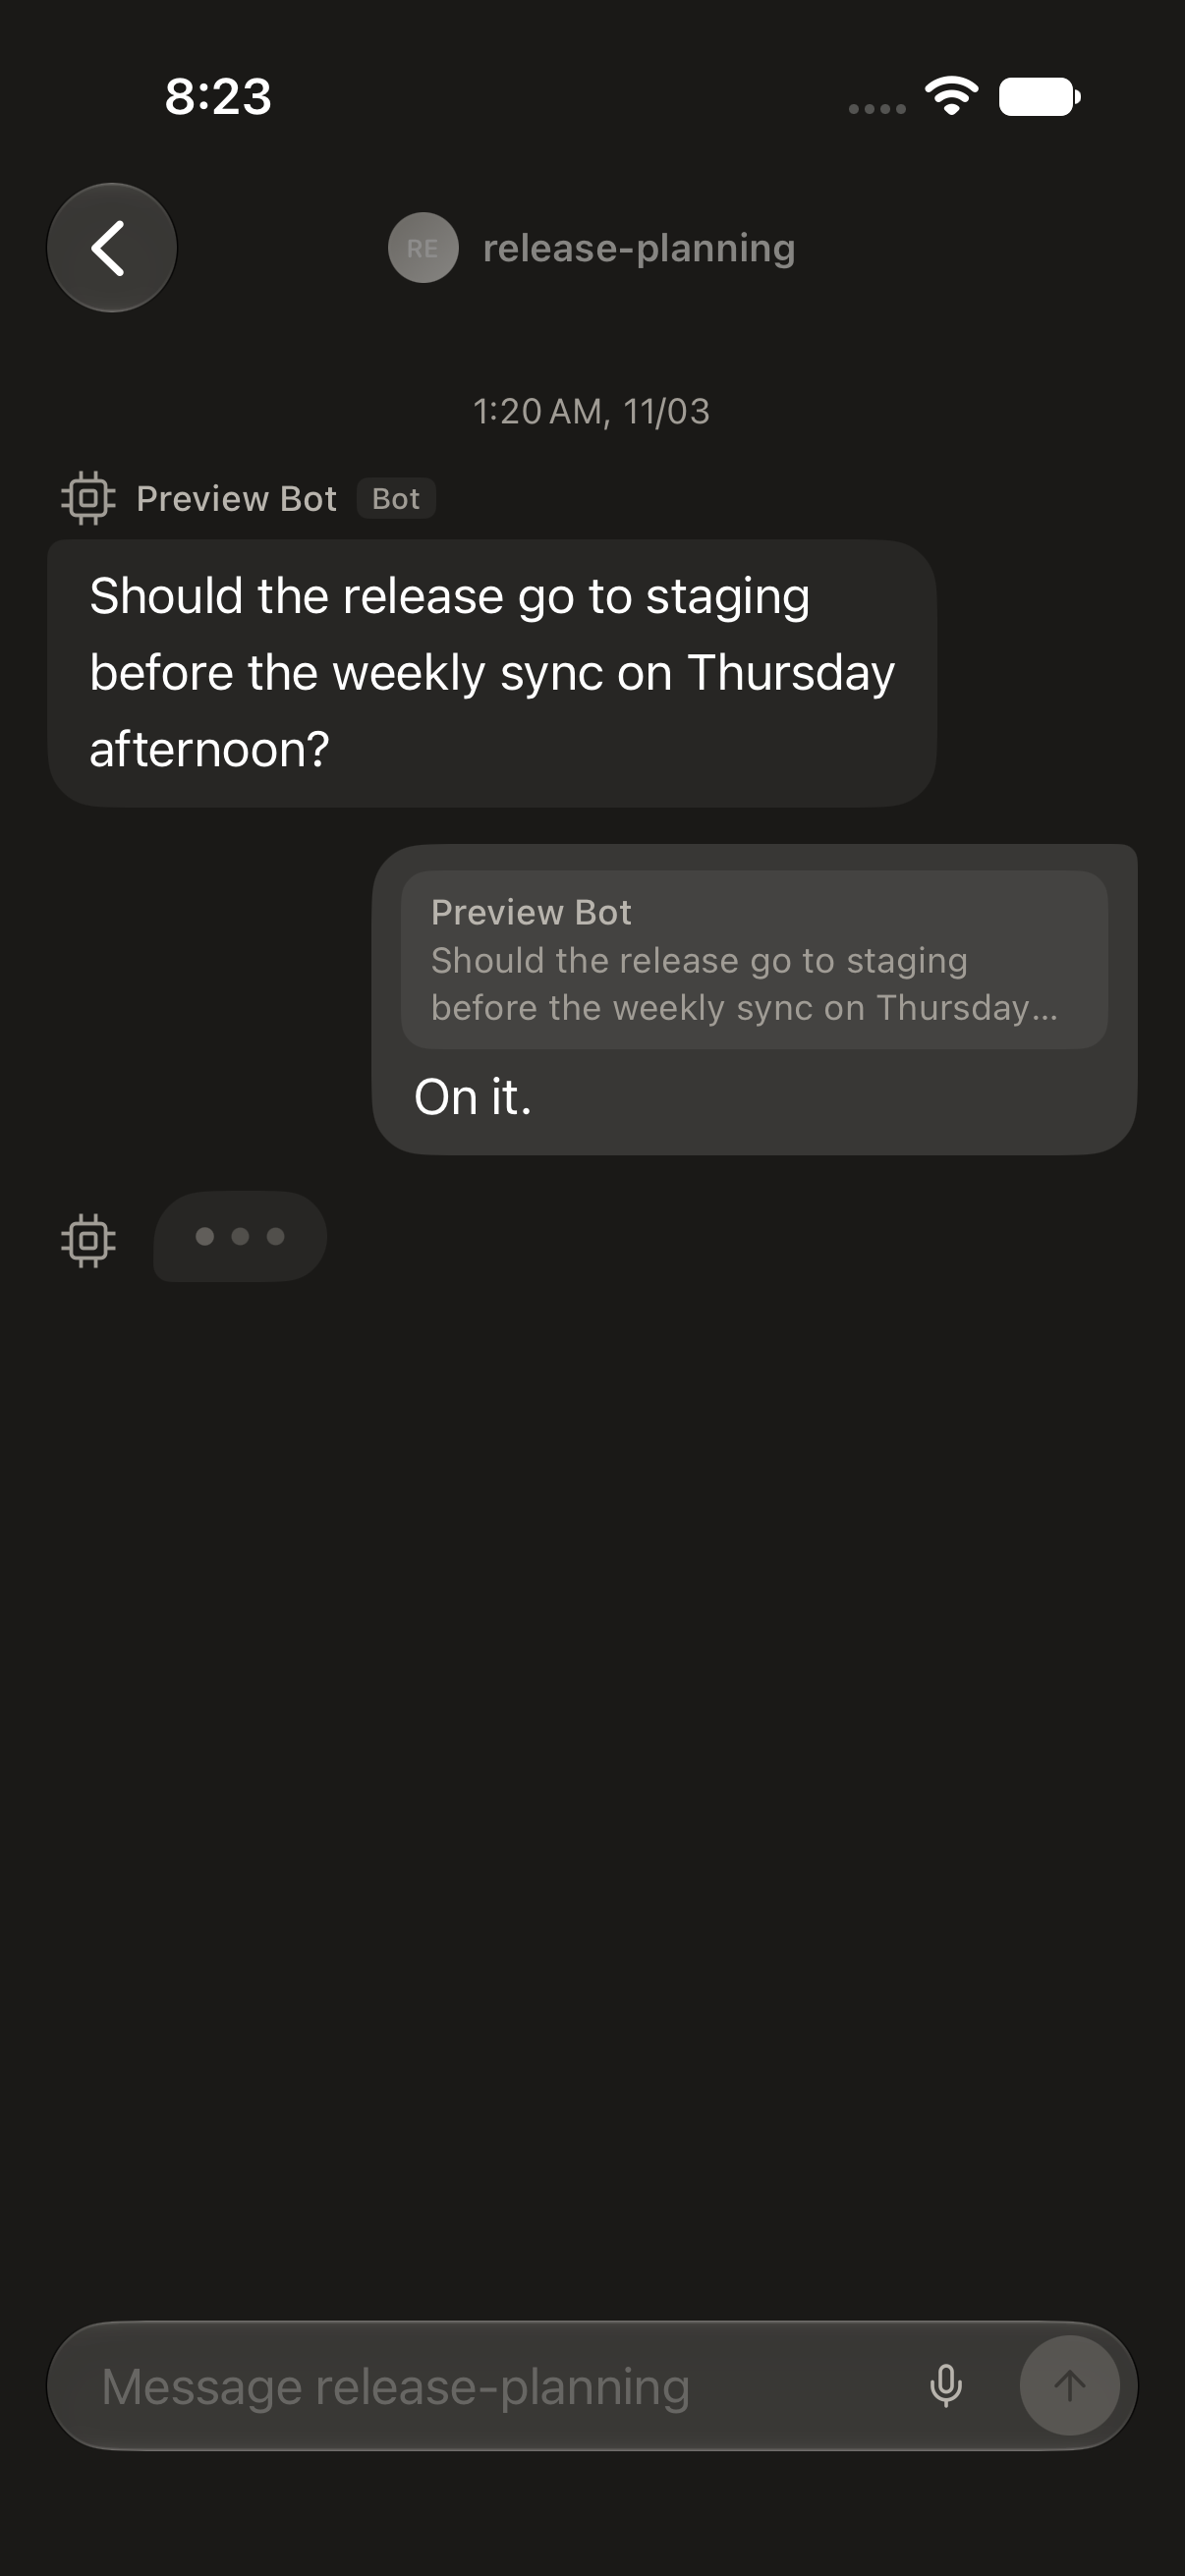 8:23
RE release-planning
1:20 AM, 11/03
Preview Bot Bot
Should the release go to staging
before the weekly sync on Thursday
afternoon?
Preview Bot
Should the release go to staging
before the weekly sync on Thursday...
On it.
Message release-planning